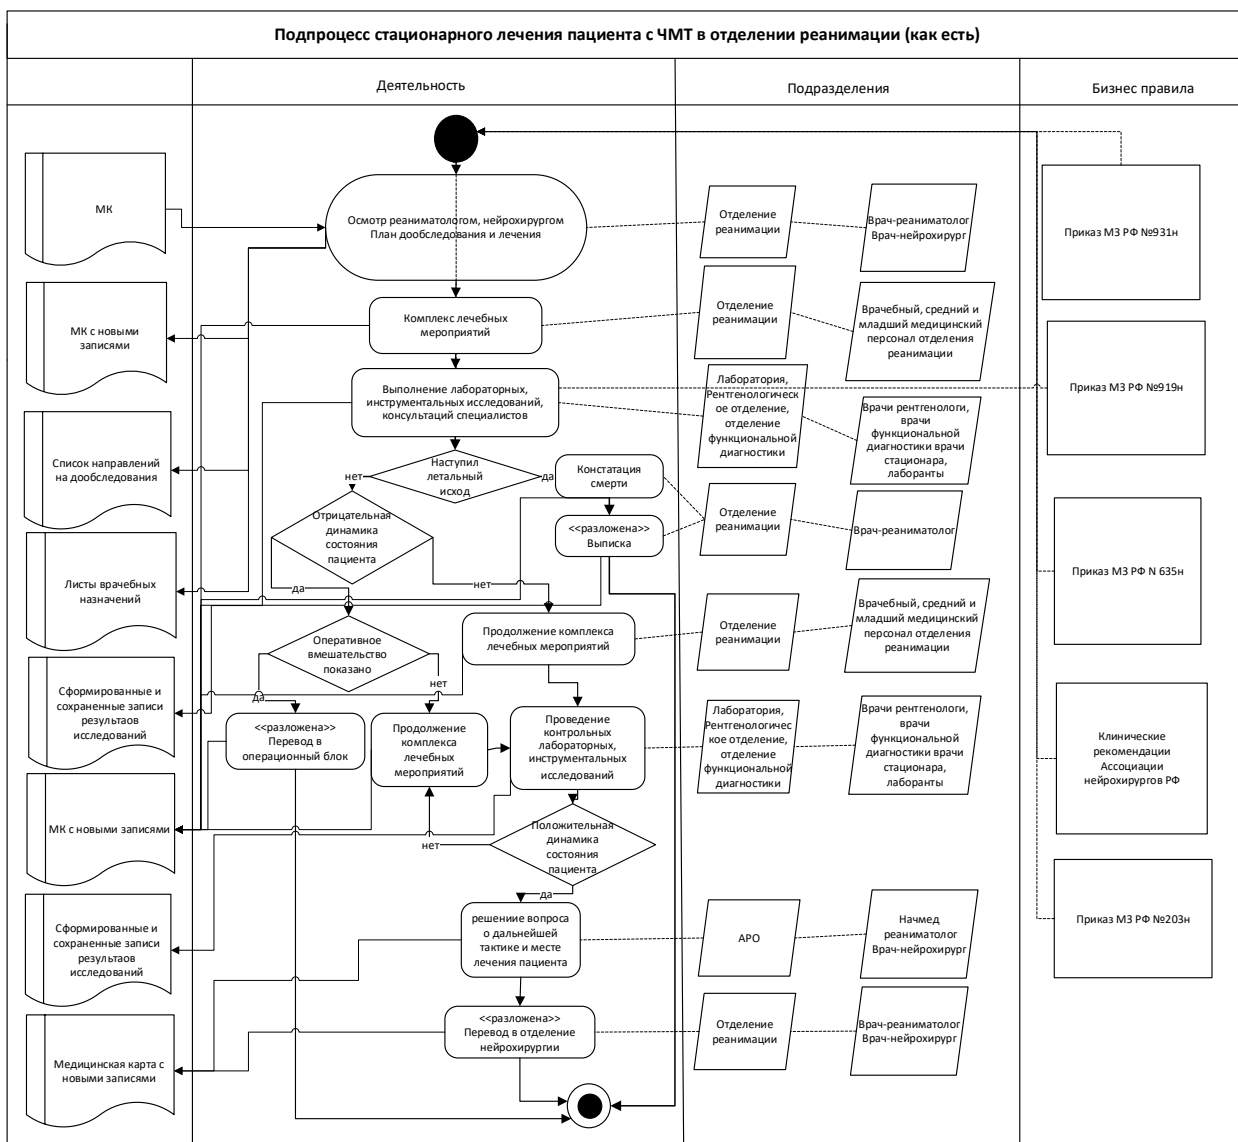 Подпроцесс стационарного лечения пациента с ЧМТ в отделении реанимации (как есть)
Деятельность
Подразделения
Бизнес правила
МК
Осмотр реаниматологом, нейрохирургом
План дообследования и лечения
Отделение
реанимации
Врач-реаниматолог
Врач-нейрохирург
Приказ МЗ РФ №931н
МК с новыми
записями
Комплекс лечебных
мероприятий
Отделение
реанимации
Врачебный, средний и
младший медицинский
персонал отделения
реанимации
Приказ МЗ РФ №919н
Выполнение лабораторных,
инструментальных исследований,
консультаций специалистов
Лаборатория,
Рентгенологическ
ое отделение,
отделение
функциональной
диагностики
Врачи рентгенологи,
врачи
функциональной
диагностики врачи
стационара,
лаборанты
Список направлений
на дообследования
нет
Наступил
летальный
исход
да
Констатация
смерти
Отрицательная
динамика
состояния
пациента
<<разложена>>
Выписка
Отделение
реанимации
Врач-реаниматолог
Приказ МЗ РФ N 635н
Листы врачебных
назначений
да
нет
Оперативное
вмешательство
показано
Продолжение комплекса
лечебных мероприятий
Отделение
реанимации
Врачебный, средний и
младший медицинский
персонал отделения
реанимации
Сформированные и
сохраненные записи
результаов
исследований
да
нет
<<разложена>>
Перевод в
операционный блок
Продолжение
комплекса
лечебных
мероприятий
Проведение
контрольных
лабораторных,
инструментальных
исследований
Лаборатория,
Рентгенологичес
кое отделение,
отделение
функциональной
диагностики
Врачи рентгенологи,
врачи
функциональной
диагностики врачи
стационара,
лаборанты
Клинические
рекомендации
Ассоциации
нейрохирургов РФ
МК с новыми записями
нет
Положительная
динамика
состояния
пациента
да
Сформированные и
сохраненные записи
результаов
исследований
решениие вопроса
о дальнейшей
тактике и месте
лечения пациента
АРО
Начмед
реаниматолог
Врач-нейрохирург
Приказ МЗ РФ №203н
Медицинская карта с
новыми записями
<<разложена>>
Перевод в отделение
нейрохирургии
Отделение
реанимации
Врач-реаниматолог
Врач-нейрохирург